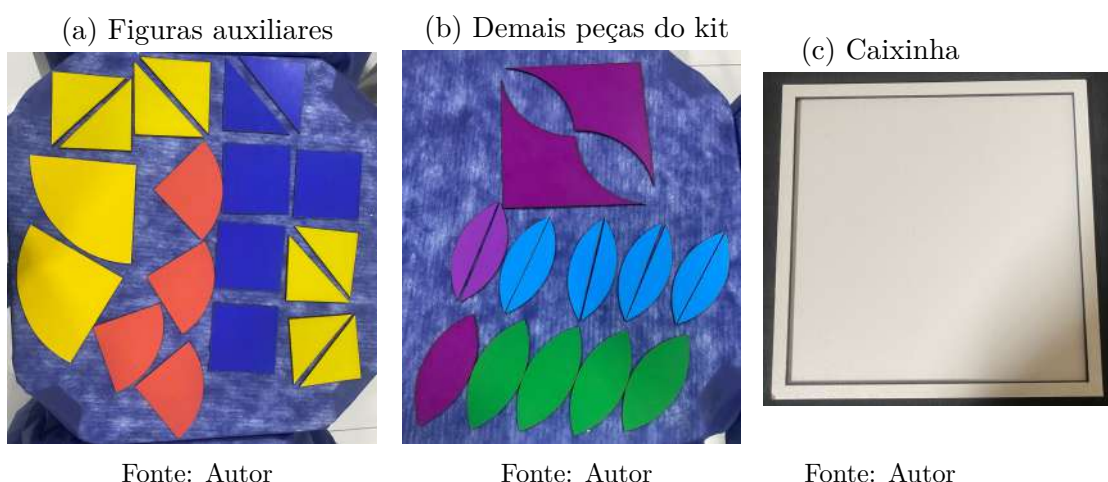 (a) Figuras auxiliares
(b) Demais peças do kit
(c) Caixinha
Fonte: Autor
Fonte: Autor
Fonte: Autor